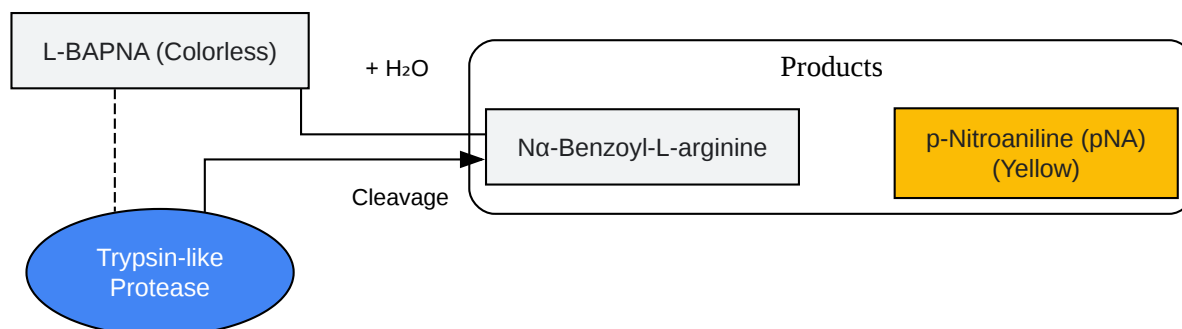 L-BAPNA (Colorless)
+ H₂O
Products
Nα-Benzoyl-L-arginine
p-Nitroaniline (pNA)
(Yellow)
Cleavage
Trypsin-like
Protease